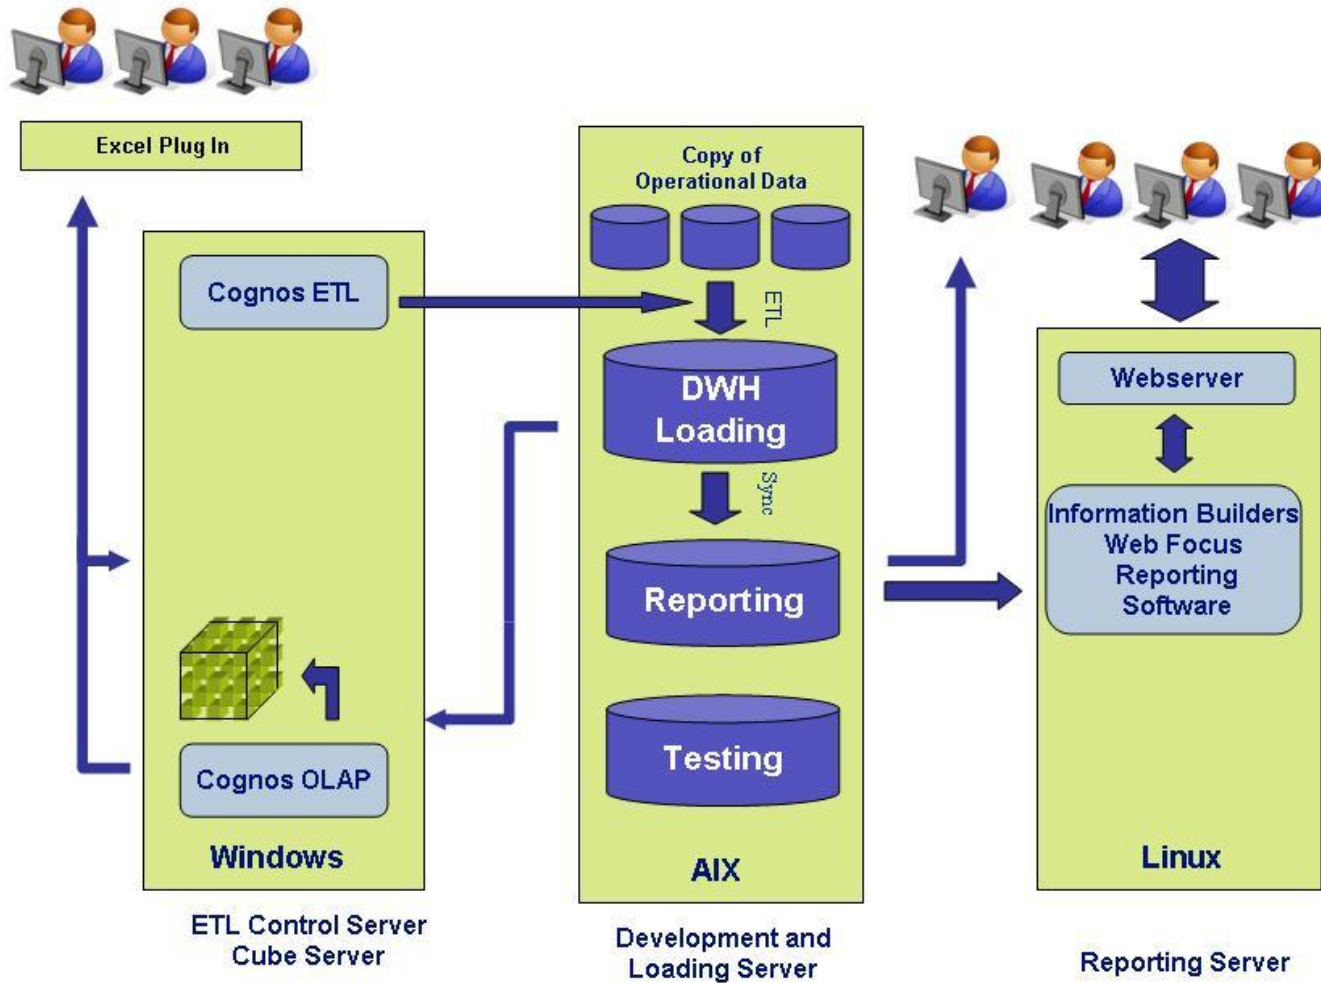 Excel Plug In
Cognos ETL
Cognos OLAP
Windows
ETL Control Server
Cube Server
Copy of
Operational Data
ETL
DWH
Loading
Sync
Reporting
Testing
AIX
Development and
Loading Server
Webserver
Information Builders
Web Focus
Reporting
Software
Linux
Reporting Server